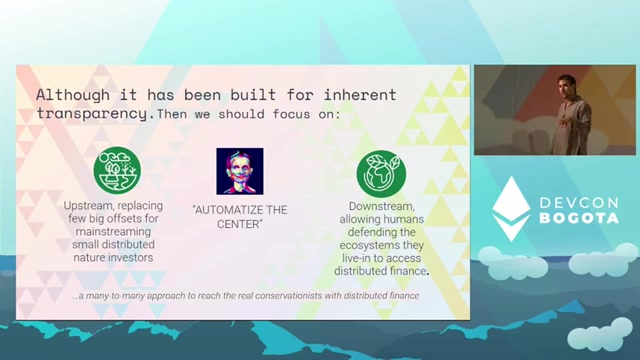 Although it has been built for inherent
transparency.Then we should focus on:
Upstream, replacing
few big offsets for
mainstreaming
small distributed
nature investors
“AUTOMATIZE THE
CENTER”
Downstream,
allowing humans
defending the
ecosystems they
live-in to access
distributed finance.
...a many-to-many approach to reach the real conservationists with distributed finance
DEVCON
BOGOTA